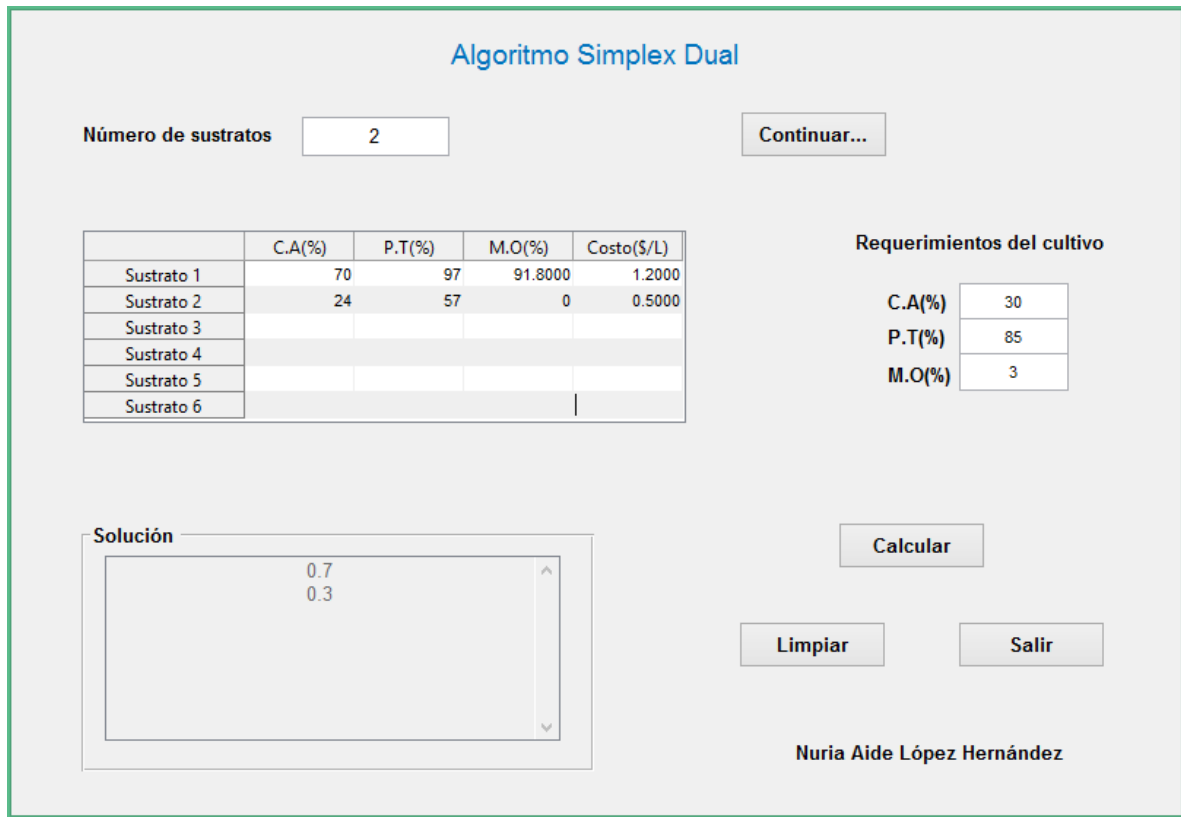 Algoritmo Simplex Dual
Número de sustratos 2 Continuar...
C.A(%) P.T(%) M.O(%) Costo($/L)
Sustrato 1 70 97 91.8000 1.2000
Sustrato 2 24 57 0 0.5000
Sustrato 3
Sustrato 4
Sustrato 5
Sustrato 6
Requerimientos del cultivo
C.A(%) 30
P.T(%) 85
M.O(%) 3
Solución
0.7
0.3
Calcular
Limpiar Salir
Nuria Aide López Hernández